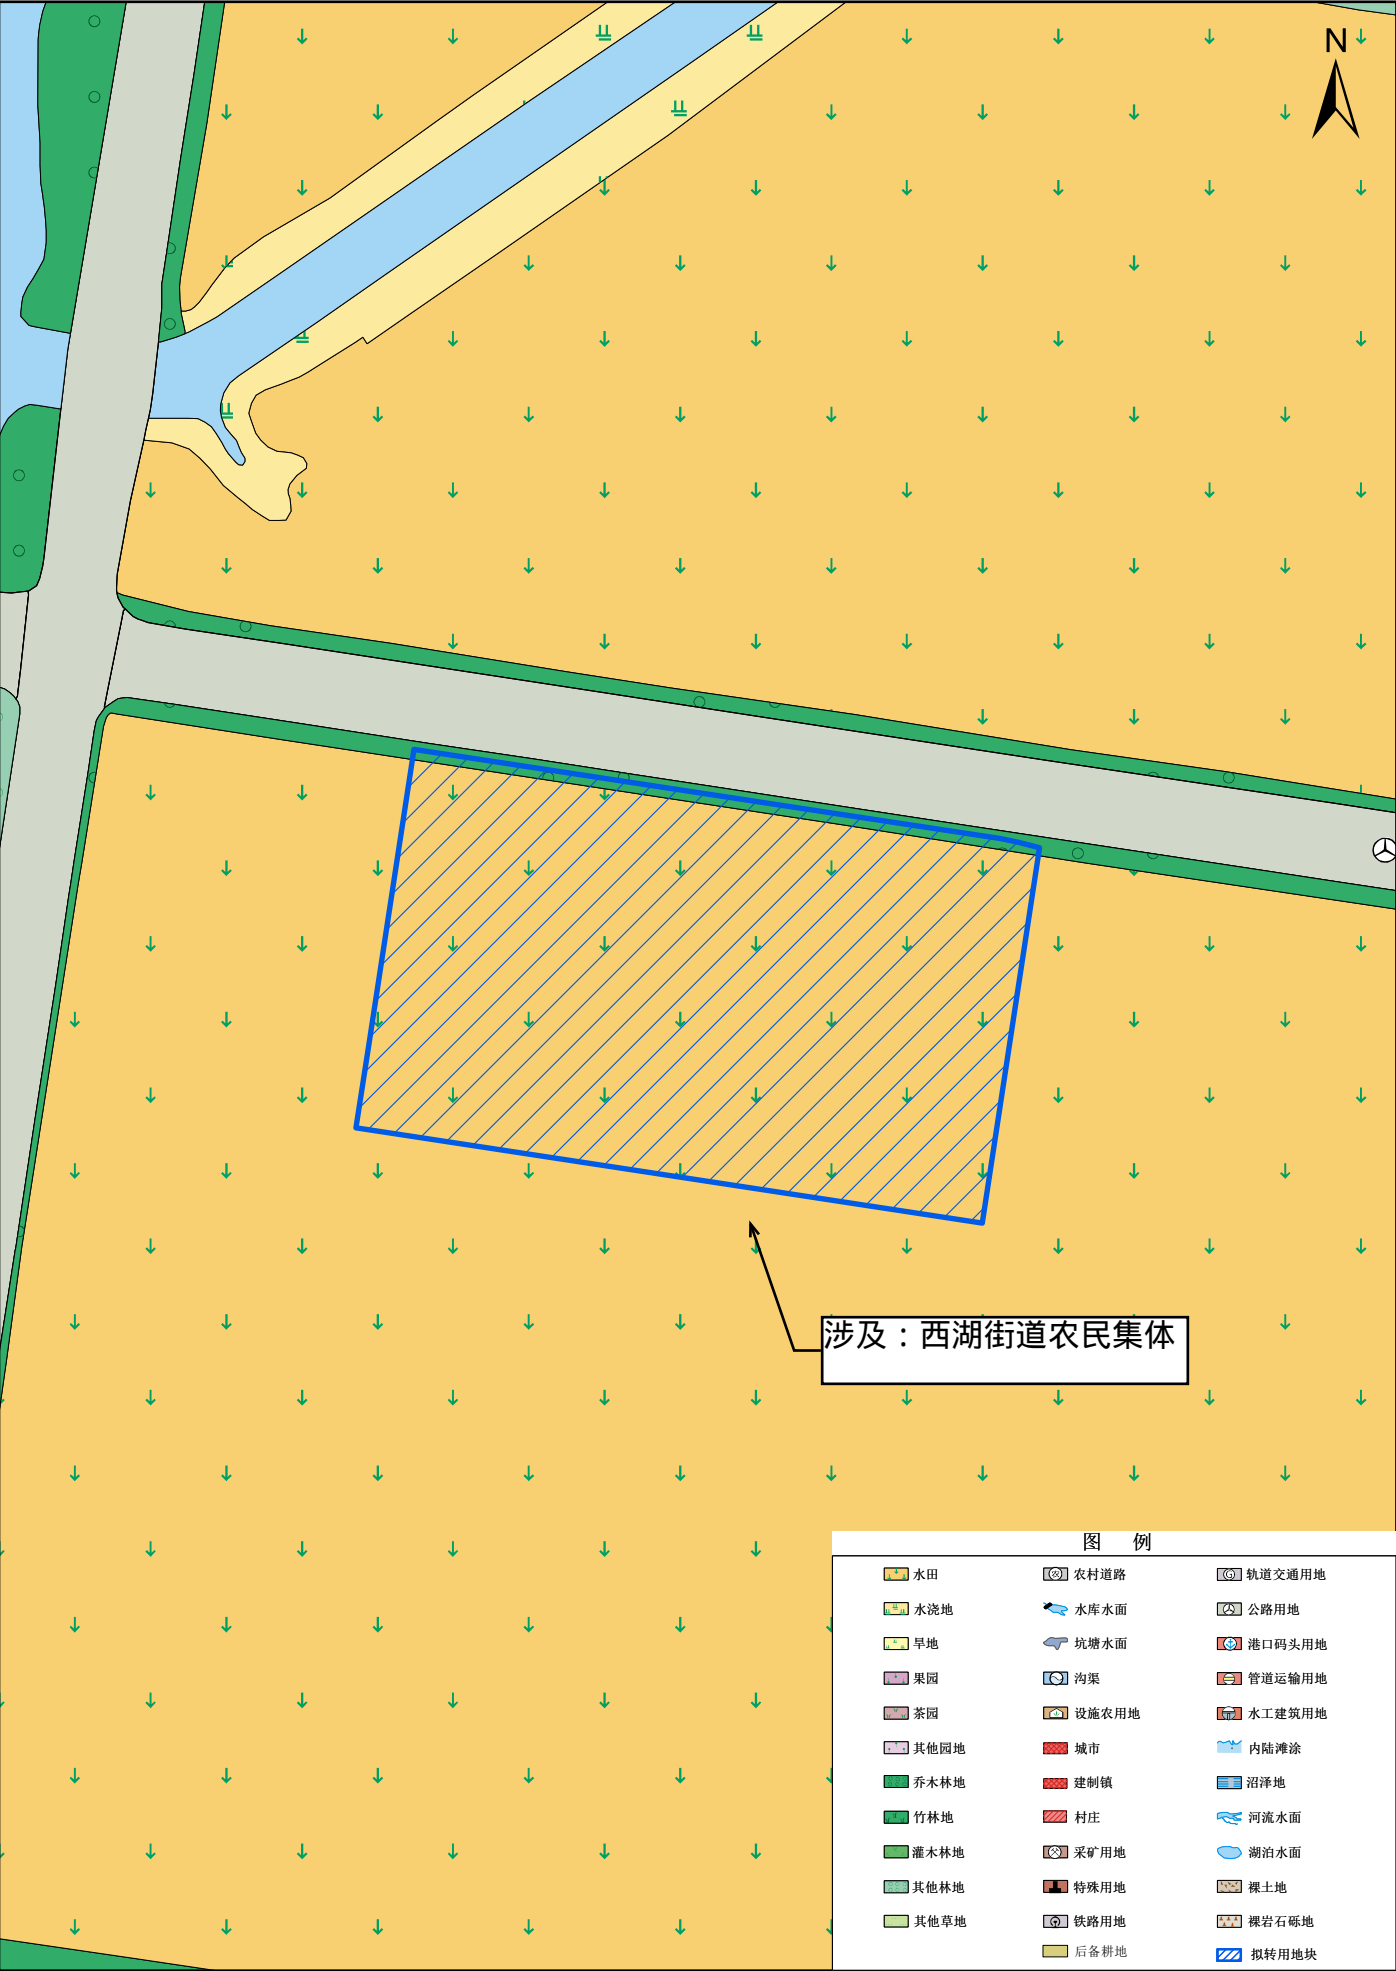 N
涉及：西湖街道农民集体
图 例
水田 农村道路 轨道交通用地
水浇地 水库水面 公路用地
旱地 坑塘水面 港口码头用地
果园 沟渠 管道运输用地
茶园 设施农用地 水工建筑用地
其他园地 城市 内陆滩涂
乔木林地 建制镇 沼泽地
竹林地 村庄 河流水面
灌木林地 采矿用地 湖泊水面
其他林地 特殊用地 裸土地
其他草地 铁路用地 裸岩石砾地
后备耕地 拟转用地块